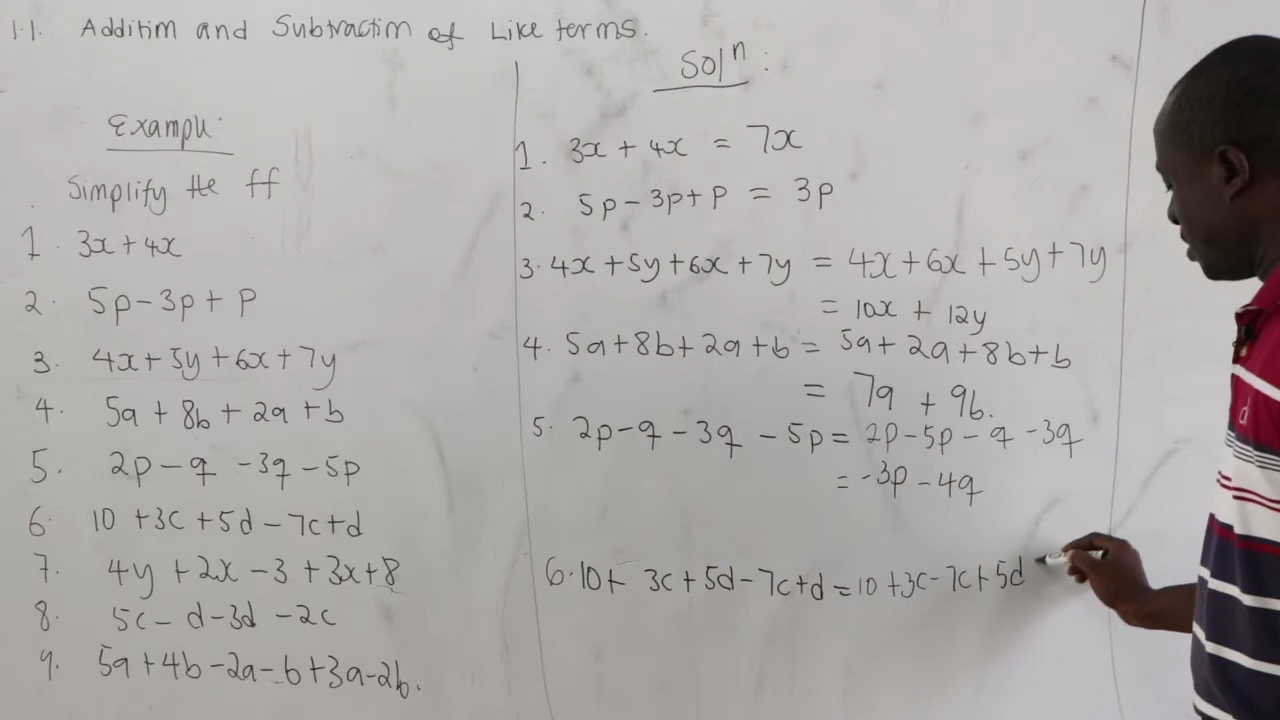 1.1. Addition and Subtraction of Like terms.
Example:
Simplify the ff
1. 3x + 4x
2. 5p - 3p + p
3. 4x + 5y + 6x + 7y
4. 5a + 8b + 2a + b
5. 2p - q - 3q - 5p
6. 10 + 3c + 5d - 7c + d
7. 4y + 2x - 3 + 3x + 8
8. 5c - d - 3d - 2c
9. 5a + 4b - 2a - b + 3a - 2b.
Solⁿ:
1. 3x + 4x = 7x
2. 5p - 3p + p = 3p
3. 4x + 5y + 6x + 7y = 4x + 6x + 5y + 7y
= 10x + 12y
4. 5a + 8b + 2a + b = 5a + 2a + 8b + b
= 7a + 9b.
5. 2p - q - 3q - 5p = 2p - 5p - q - 3q
= -3p - 4q
6. 10 + 3c + 5d - 7c + d = 10 + 3c - 7c + 5d